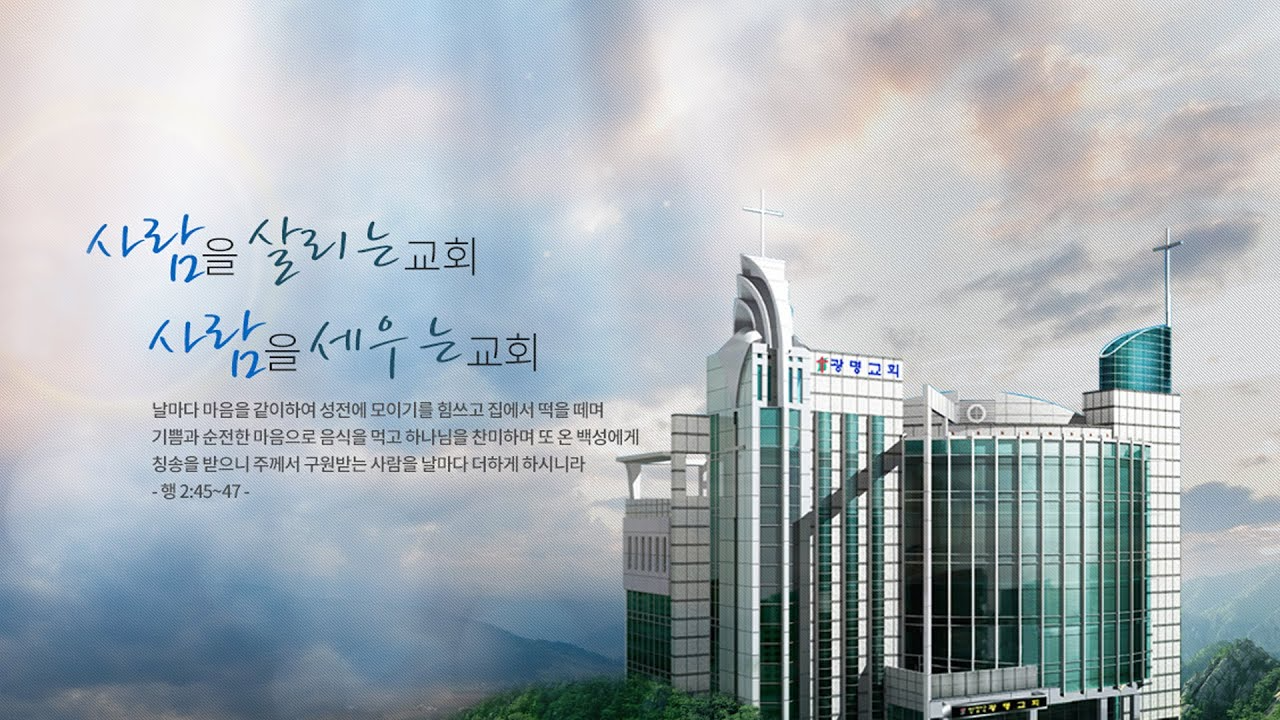 사람을 살리는 교회
사람을 세우는 교회
날마다 마음을 같이하여 성전에 모이기를 힘쓰고 집에서 떡을 떼며
기쁨과 순전한 마음으로 음식을 먹고 하나님을 찬미하며 또 온 백성에게
칭송을 받으니 주께서 구원받는 사람을 날마다 더하게 하시니라
- 행 2:45~47 -
광명교회
광명교회